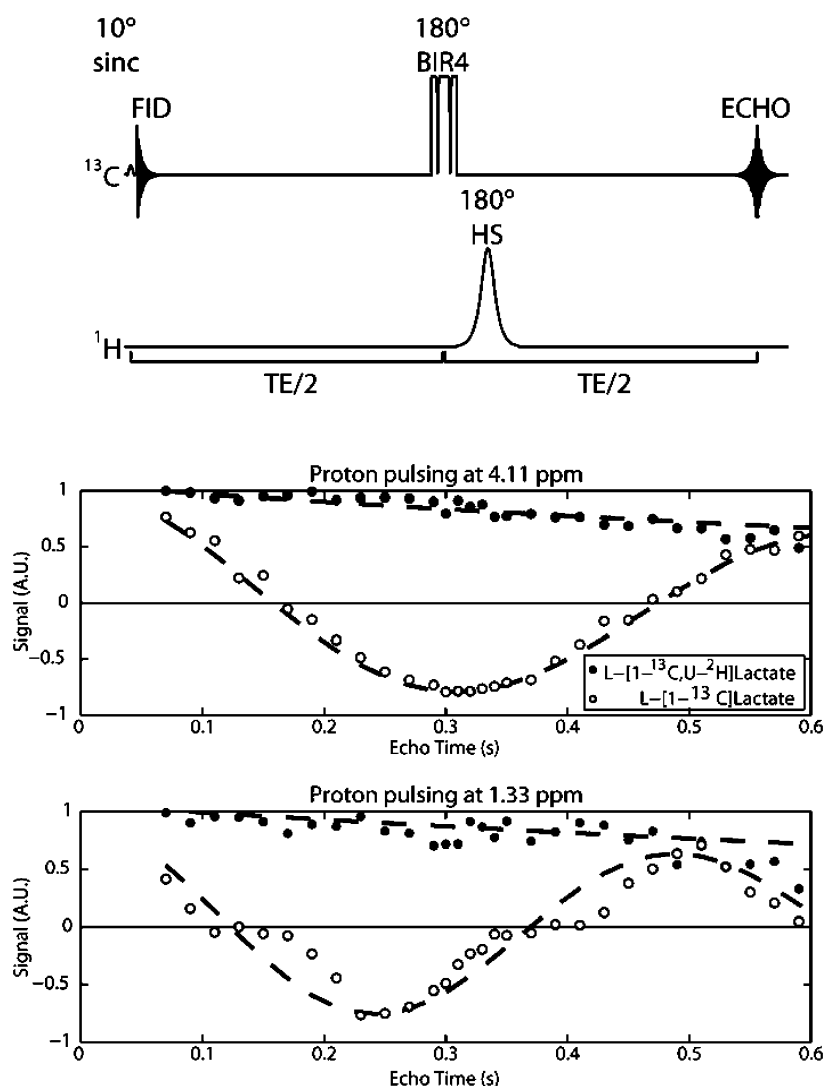 10° 180°
sinc BIR4
FID ECHO
¹³C
180°
HS
¹H
TE/2 TE/2
Proton pulsing at 4.11 ppm
1
0.5
0
−0.5
−1
Signal (A.U.)
L−[1−¹³C,U−²H]Lactate
L−[1−¹³ C]Lactate
0 0.1 0.2 0.3 0.4 0.5 0.6
Echo Time (s)
Proton pulsing at 1.33 ppm
1
0.5
0
−0.5
−1
Signal (A.U.)
0 0.1 0.2 0.3 0.4 0.5 0.6
Echo Time (s)